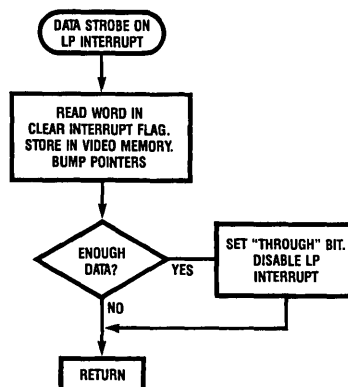 DATA STROBE ON
LP INTERRUPT
READ WORD IN
CLEAR INTERRUPT FLAG.
STORE IN VIDEO MEMORY.
BUMP POINTERS
ENOUGH
DATA?
YES
SET "THROUGH" BIT.
DISABLE LP
INTERRUPT
NO
RETURN